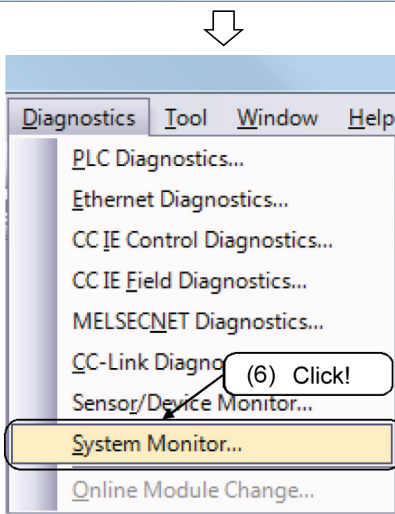 Diagnostics Tool Window Help
PLC Diagnostics...
Ethernet Diagnostics...
CC IE Control Diagnostics...
CC IE Field Diagnostics...
MELSECNET Diagnostics...
CC-Link Diagno
(6) Click!
Sensor/Device Monitor...
System Monitor...
Online Module Change...